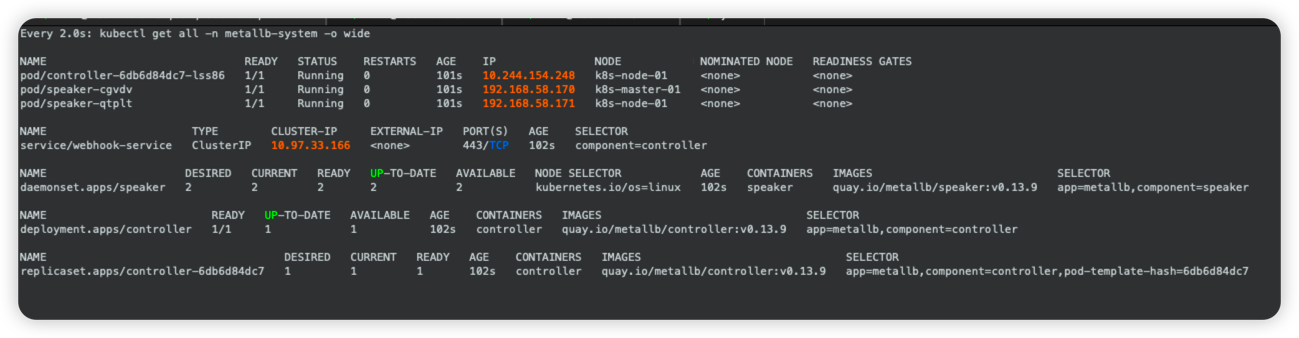 Every 2.0s: kubectl get all -n metallb-system -o wide
NAME READY STATUS RESTARTS AGE IP NODE NOMINATED NODE READINESS GATES
pod/controller-6db6d84dc7-lss86 1/1 Running 0 101s 10.244.154.248 k8s-node-01 <none> <none>
pod/speaker-cgvdv 1/1 Running 0 101s 192.168.58.170 k8s-master-01 <none> <none>
pod/speaker-qtplt 1/1 Running 0 101s 192.168.58.171 k8s-node-01 <none> <none>
NAME TYPE CLUSTER-IP EXTERNAL-IP PORT(S) AGE SELECTOR
service/webhook-service ClusterIP 10.97.33.166 <none> 443/TCP 102s component=controller
NAME DESIRED CURRENT READY UP-TO-DATE AVAILABLE NODE SELECTOR AGE CONTAINERS IMAGES SELECTOR
daemonset.apps/speaker 2 2 2 2 2 kubernetes.io/os=linux 102s speaker quay.io/metallb/speaker:v0.13.9 app=metallb,component=speaker
NAME READY UP-TO-DATE AVAILABLE AGE CONTAINERS IMAGES SELECTOR
deployment.apps/controller 1/1 1 1 102s controller quay.io/metallb/controller:v0.13.9 app=metallb,component=controller
NAME DESIRED CURRENT READY AGE CONTAINERS IMAGES SELECTOR
replicaset.apps/controller-6db6d84dc7 1 1 1 102s controller quay.io/metallb/controller:v0.13.9 app=metallb,component=controller,pod-template-hash=6db6d84dc7